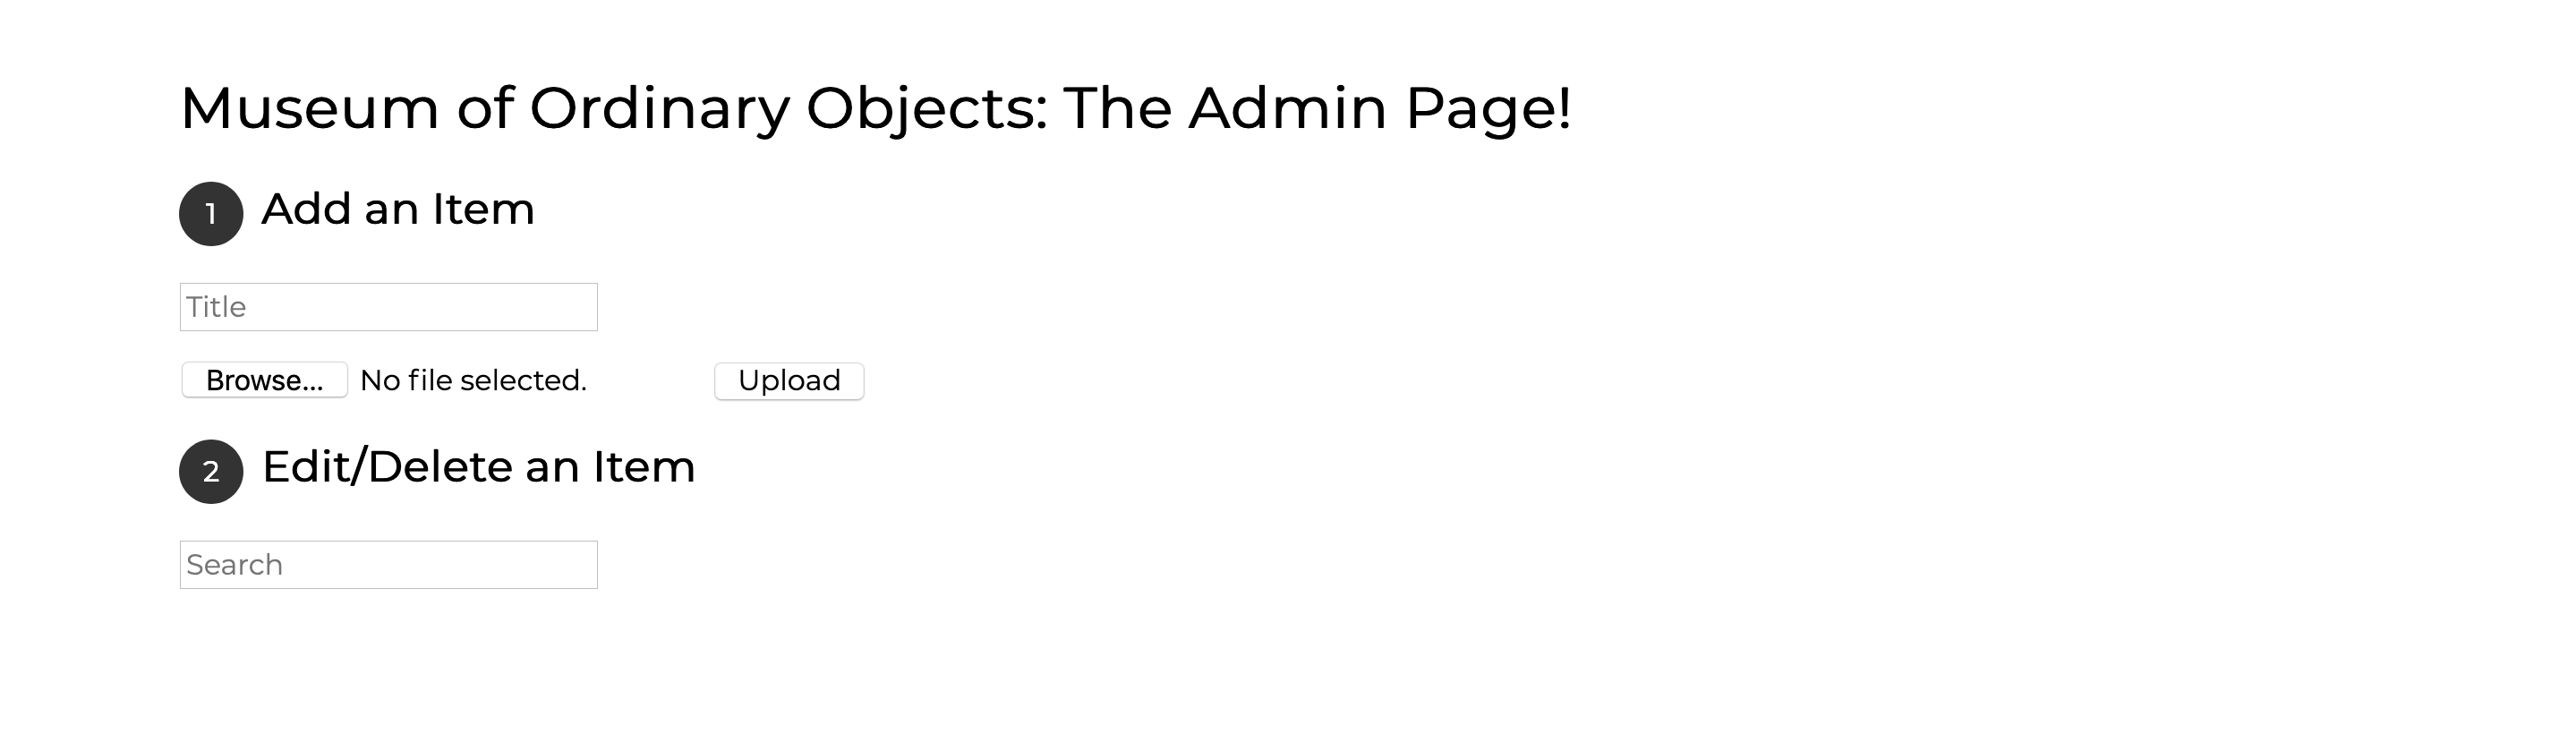 Museum of Ordinary Objects: The Admin Page!
1 Add an Item
Title
Browse... No file selected. Upload
2 Edit/Delete an Item
Search